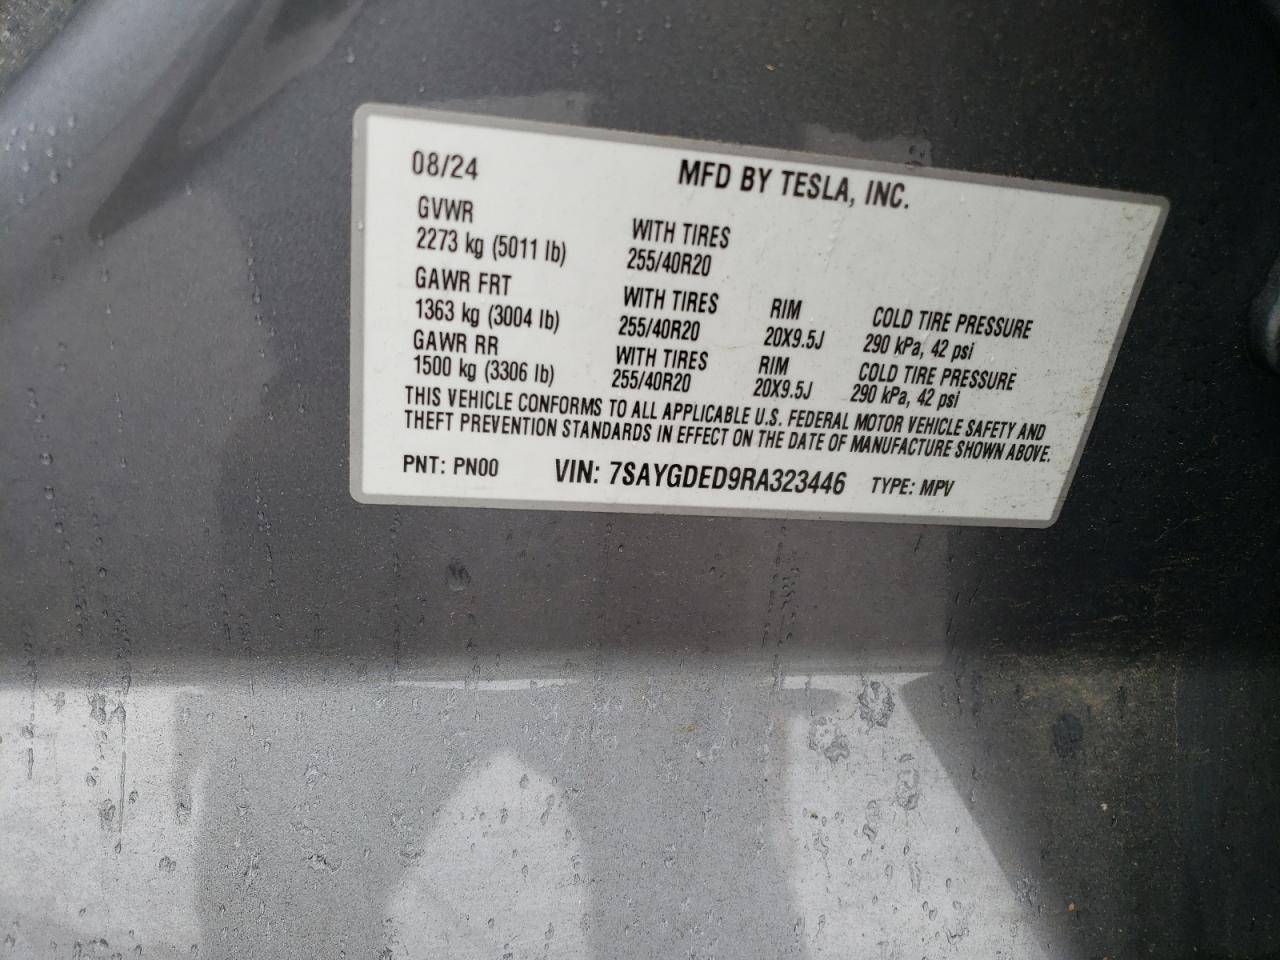 08/24 MFD BY TESLA, INC.
GVWR WITH TIRES
2273 kg (5011 lb) 255/40R20
GAWR FRT WITH TIRES RIM COLD TIRE PRESSURE
1363 kg (3004 lb) 255/40R20 20X9.5J 290 kPa, 42 psi
GAWR RR WITH TIRES RIM COLD TIRE PRESSURE
1500 kg (3306 lb) 255/40R20 20X9.5J 290 kPa, 42 psi
THIS VEHICLE CONFORMS TO ALL APPLICABLE U.S. FEDERAL MOTOR VEHICLE SAFETY AND
THEFT PREVENTION STANDARDS IN EFFECT ON THE DATE OF MANUFACTURE SHOWN ABOVE.
PNT: PN00 VIN: 7SAYGDED9RA323446 TYPE: MPV